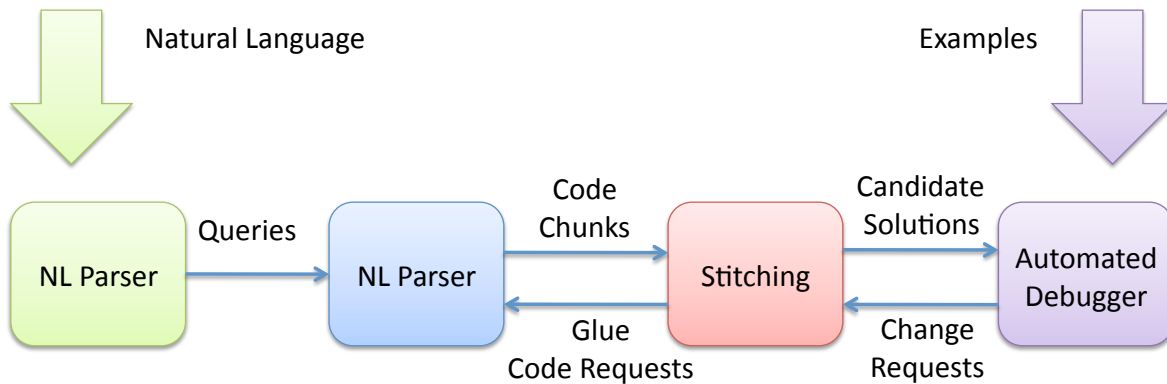 Natural Language
Examples
NL Parser
Queries
NL Parser
Code
Chunks
Glue
Code Requests
Stitching
Candidate
Solutions
Change
Requests
Automated
Debugger